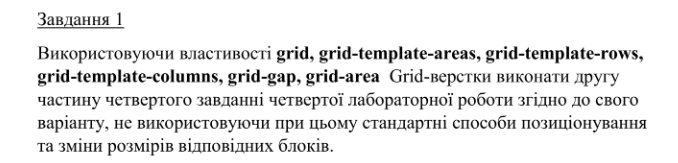 Завдання 1
Використовуючи властивості grid, grid-template-areas, grid-template-rows,
grid-template-columns, grid-gap, grid-area Grid-верстки виконати другу
частину четвертого завданні четвертої лабораторної роботи згідно до свого
варіанту, не використовуючи при цьому стандартні способи позиціонування
та зміни розмірів відповідних блоків.